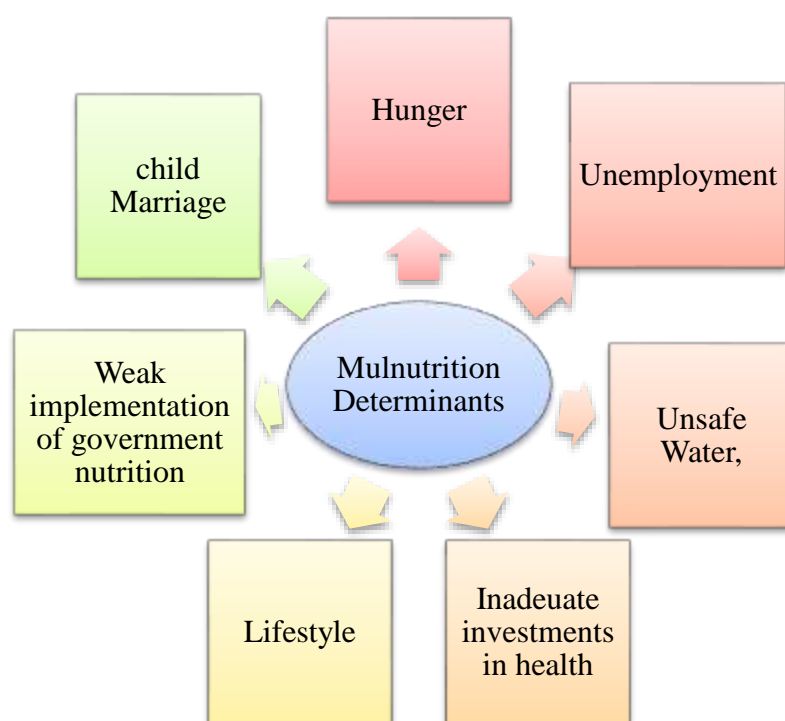 Hunger
child
Marriage
Unemployment
Mulnutrition
Determinants
Weak
implementation
of government
nutrition
Unsafe
Water,
Lifestyle
Inadeuate
investments
in health